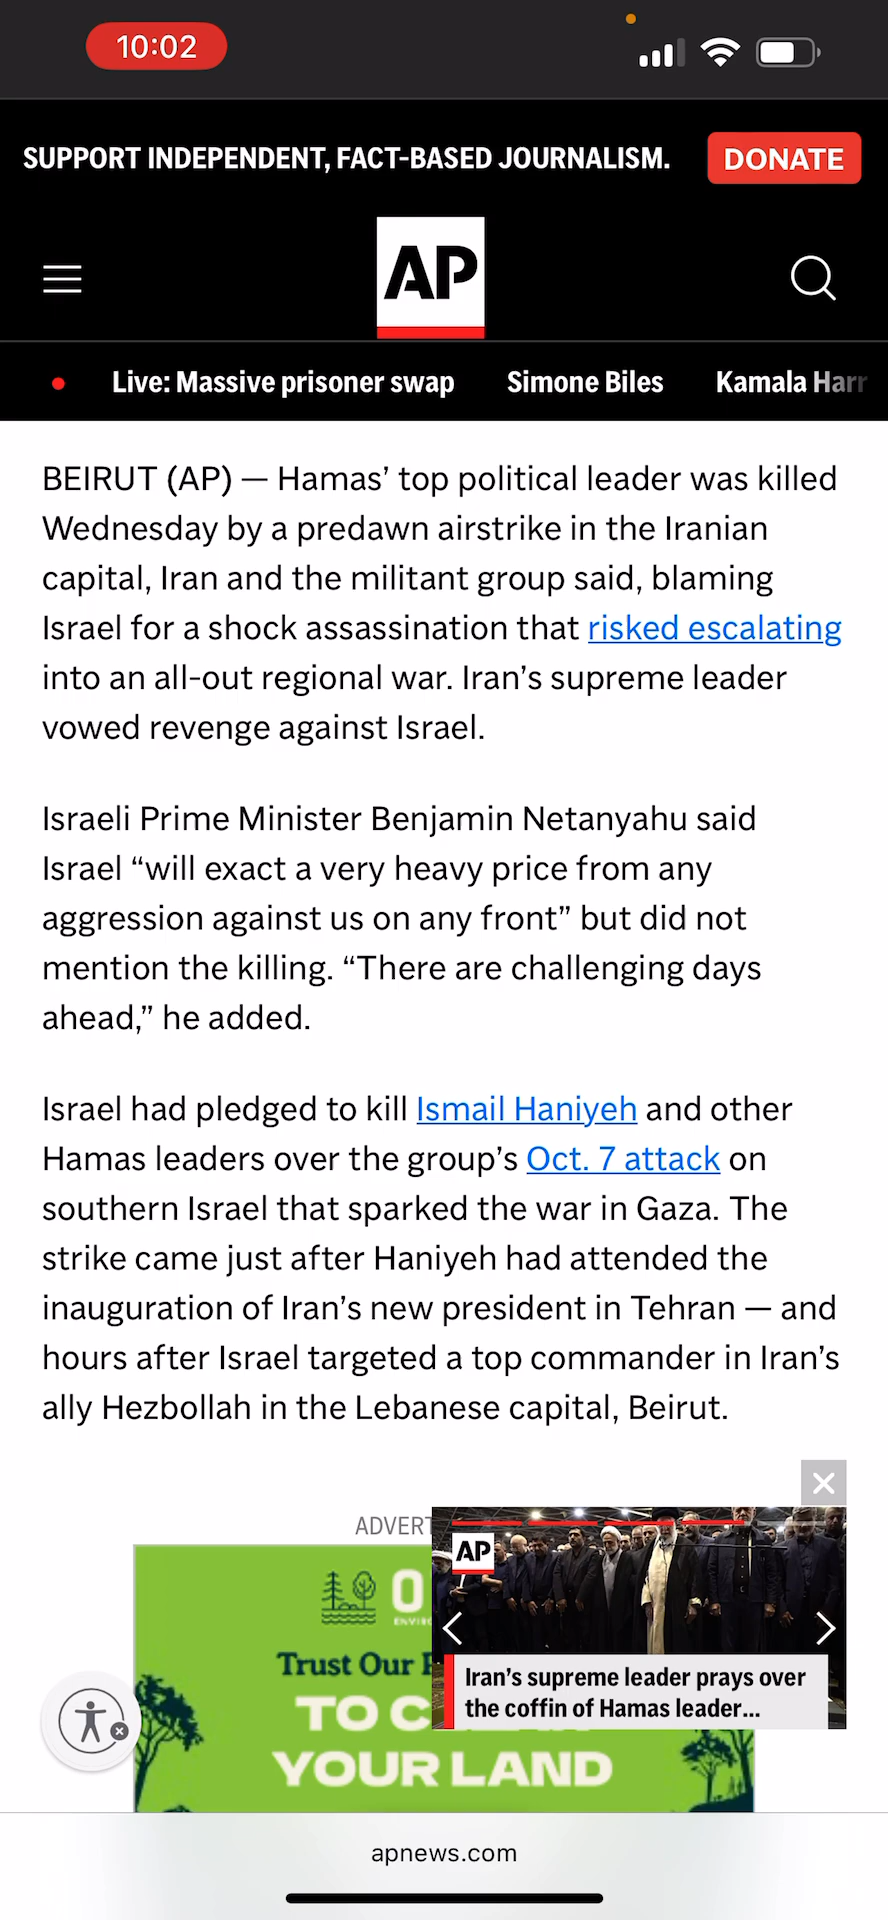 10:02
SUPPORT INDEPENDENT, FACT-BASED JOURNALISM.
DONATE
AP
Live: Massive prisoner swap Simone Biles Kamala Harr
BEIRUT (AP) — Hamas’ top political leader was killed
Wednesday by a predawn airstrike in the Iranian
capital, Iran and the militant group said, blaming
Israel for a shock assassination that risked escalating
into an all-out regional war. Iran’s supreme leader
vowed revenge against Israel.
Israeli Prime Minister Benjamin Netanyahu said
Israel “will exact a very heavy price from any
aggression against us on any front” but did not
mention the killing. “There are challenging days
ahead,” he added.
Israel had pledged to kill Ismail Haniyeh and other
Hamas leaders over the group’s Oct. 7 attack on
southern Israel that sparked the war in Gaza. The
strike came just after Haniyeh had attended the
inauguration of Iran’s new president in Tehran — and
hours after Israel targeted a top commander in Iran’s
ally Hezbollah in the Lebanese capital, Beirut.
ADVERT
AP
Iran’s supreme leader prays over
the coffin of Hamas leader...
Trust Our
TO C
YOUR LAND
apnews.com